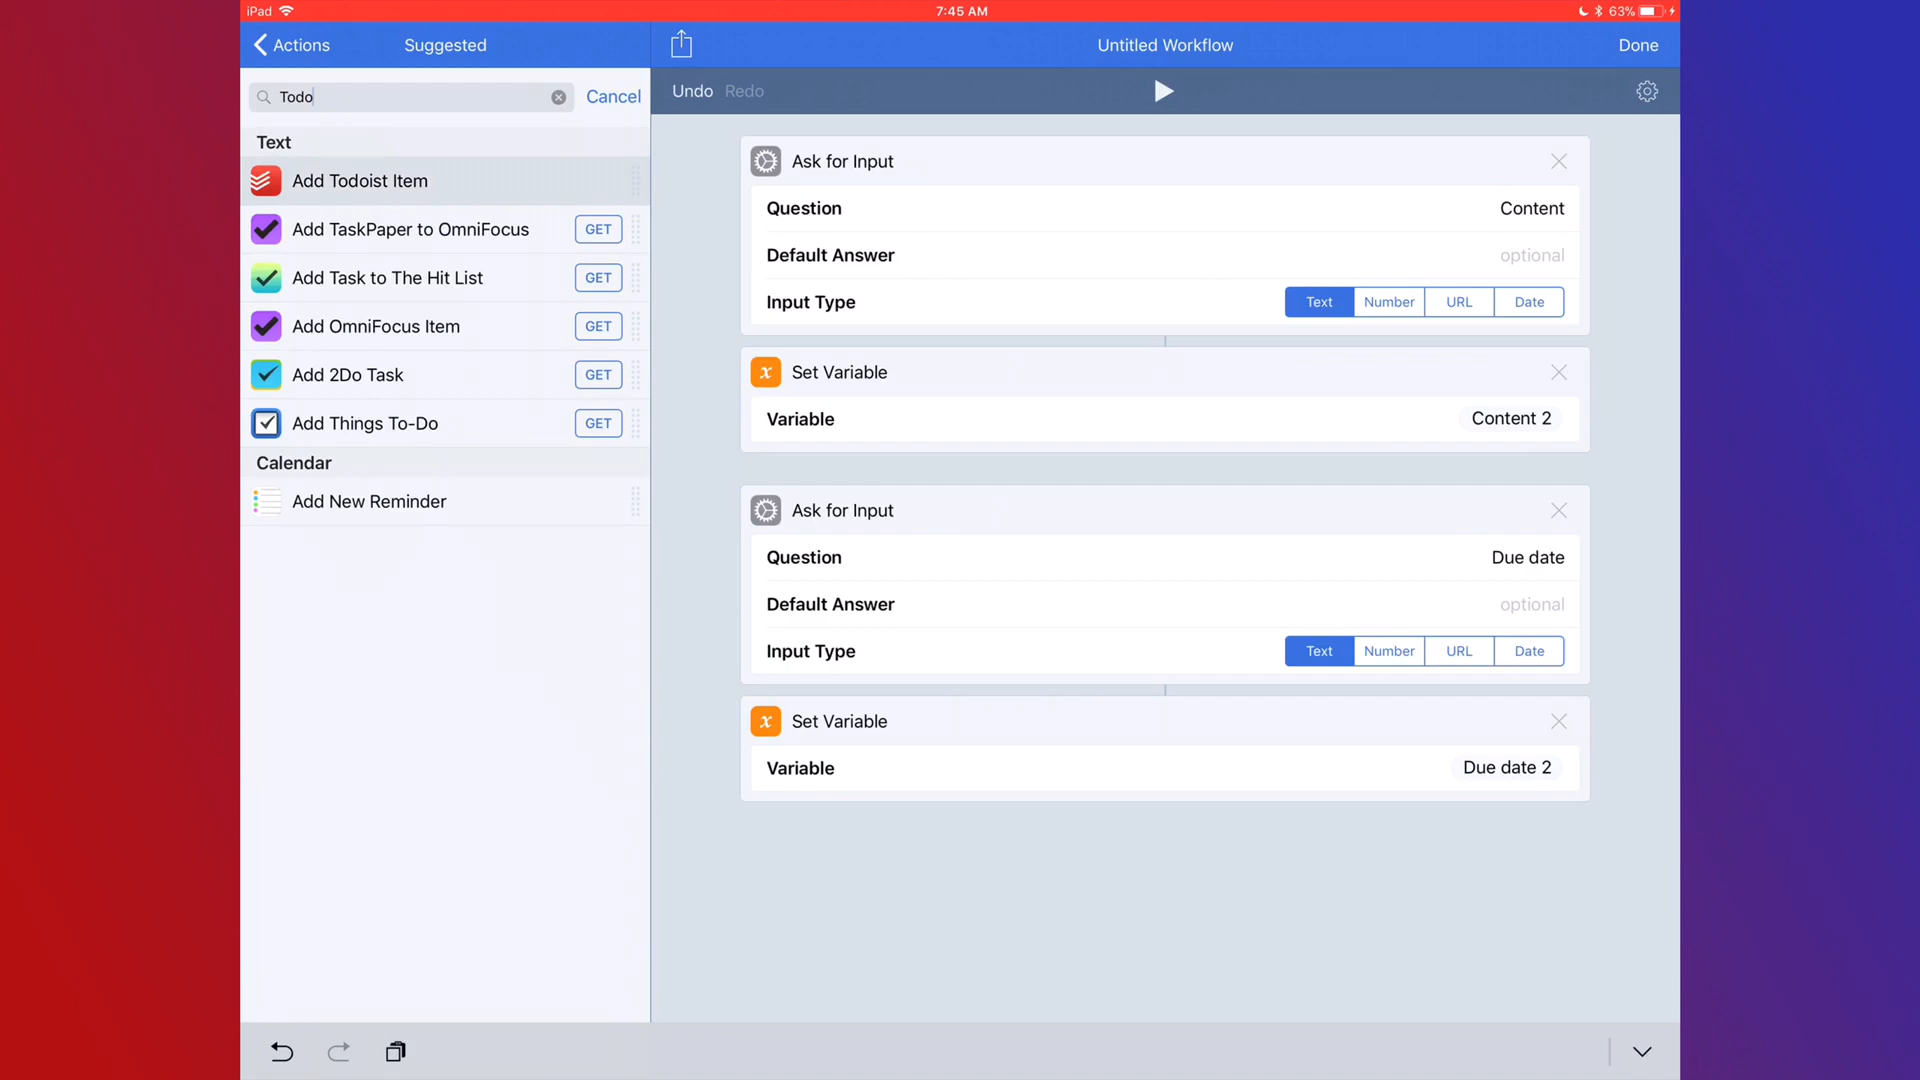 iPad
7:45 AM
63%
Actions
Suggested
Untitled Workflow
Done
Todo
Cancel
Undo Redo
Text
Add Todoist Item
Add TaskPaper to OmniFocus GET
Add Task to The Hit List GET
Add OmniFocus Item GET
Add 2Do Task GET
Add Things To-Do GET
Calendar
Add New Reminder
Ask for Input
Question Content
Default Answer optional
Input Type Text Number URL Date
x Set Variable
Variable Content 2
Ask for Input
Question Due date
Default Answer optional
Input Type Text Number URL Date
x Set Variable
Variable Due date 2